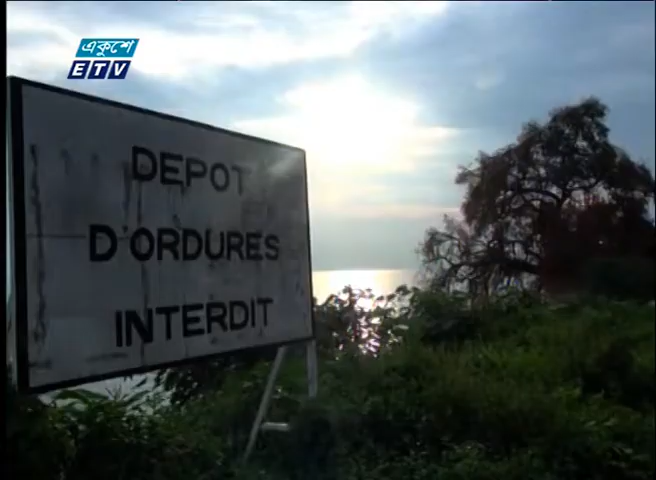 একুশে
ETV
DEPOT
D'ORDURES
INTERDIT